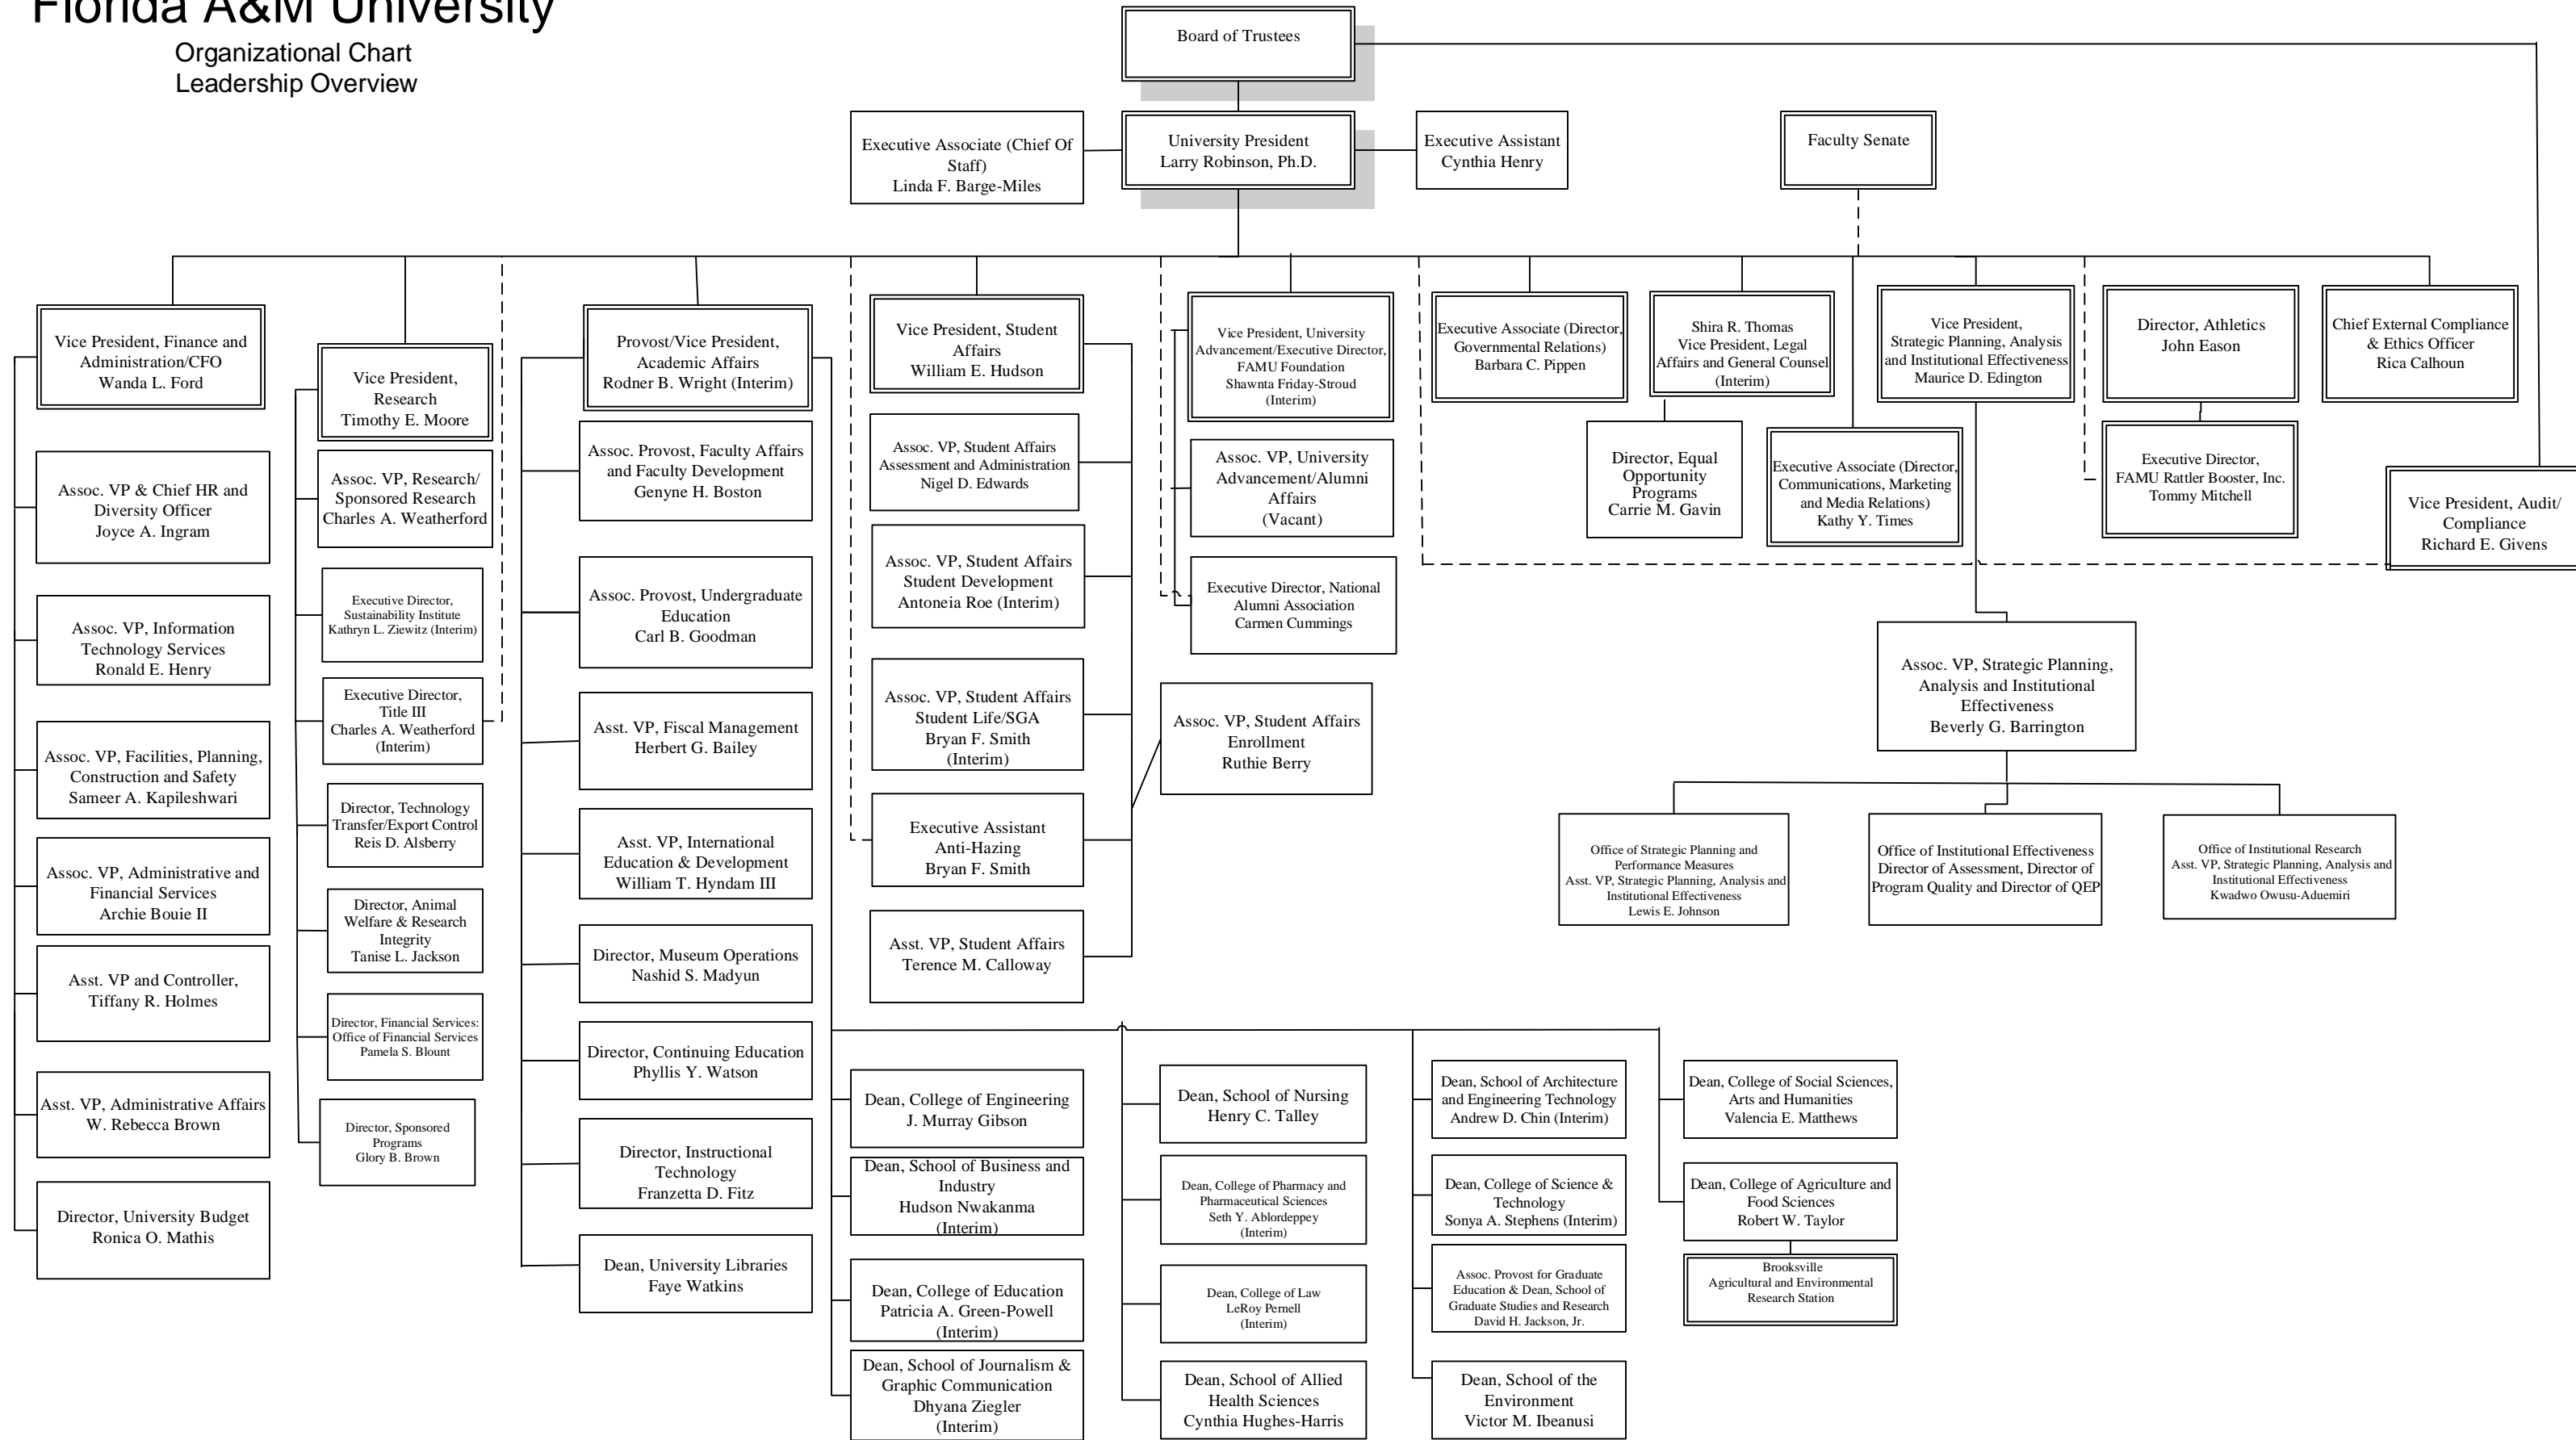 Florida A&M University
Organizational Chart
Leadership Overview
Board of Trustees
Executive Associate (Chief Of
Staff)
Linda F. Barge-Miles
University President
Larry Robinson, Ph.D.
Executive Assistant
Cynthia Henry
Faculty Senate
Vice President, Finance and
Administration/CFO
Wanda L. Ford
Assoc. VP & Chief HR and
Diversity Officer
Joyce A. Ingram
Assoc. VP, Information
Technology Services
Ronald E. Henry
Assoc. VP, Facilities, Planning,
Construction and Safety
Sameer A. Kapileshwari
Assoc. VP, Administrative and
Financial Services
Archie Bouie II
Asst. VP and Controller,
Tiffany R. Holmes
Asst. VP, Administrative Affairs
W. Rebecca Brown
Director, University Budget
Ronica O. Mathis
Vice President,
Research
Timothy E. Moore
Assoc. VP, Research/
Sponsored Research
Charles A. Weatherford
Executive Director,
Sustainability Institute
Kathryn L. Ziewitz (Interim)
Executive Director,
Title III
Charles A. Weatherford
(Interim)
Director, Technology
Transfer/Export Control
Reis D. Alsberry
Director, Animal
Welfare & Research
Integrity
Tanise L. Jackson
Director, Financial Services:
Office of Financial Services
Pamela S. Blount
Director, Sponsored
Programs
Glory B. Brown
Provost/Vice President,
Academic Affairs
Rodner B. Wright (Interim)
Assoc. Provost, Faculty Affairs
and Faculty Development
Genyne H. Boston
Assoc. Provost, Undergraduate
Education
Carl B. Goodman
Asst. VP, Fiscal Management
Herbert G. Bailey
Asst. VP, International
Education & Development
William T. Hyndam III
Director, Museum Operations
Nashid S. Madyun
Director, Continuing Education
Phyllis Y. Watson
Director, Instructional
Technology
Franzetta D. Fitz
Dean, University Libraries
Faye Watkins
Vice President, Student
Affairs
William E. Hudson
Assoc. VP, Student Affairs
Assessment and Administration
Nigel D. Edwards
Assoc. VP, Student Affairs
Student Development
Antoneia Roe (Interim)
Assoc. VP, Student Affairs
Student Life/SGA
Bryan F. Smith
(Interim)
Executive Assistant
Anti-Hazing
Bryan F. Smith
Asst. VP, Student Affairs
Terence M. Calloway
Assoc. VP, Student Affairs
Enrollment
Ruthie Berry
Vice President, University
Advancement/Executive Director,
FAMU Foundation
Shawnta Friday-Stroud
(Interim)
Assoc. VP, University
Advancement/Alumni
Affairs
(Vacant)
Executive Director, National
Alumni Association
Carmen Cummings
Executive Associate (Director,
Governmental Relations)
Barbara C. Pippen
Shira R. Thomas
Vice President, Legal
Affairs and General Counsel
(Interim)
Director, Equal
Opportunity
Programs
Carrie M. Gavin
Executive Associate (Director,
Communications, Marketing
and Media Relations)
Kathy Y. Times
Vice President,
Strategic Planning, Analysis
and Institutional Effectiveness
Maurice D. Edington
Director, Athletics
John Eason
Executive Director,
FAMU Rattler Booster, Inc.
Tommy Mitchell
Chief External Compliance
& Ethics Officer
Rica Calhoun
Vice President, Audit/
Compliance
Richard E. Givens
Assoc. VP, Strategic Planning,
Analysis and Institutional
Effectiveness
Beverly G. Barrington
Office of Strategic Planning and
Performance Measures
Asst. VP, Strategic Planning, Analysis and
Institutional Effectiveness
Lewis E. Johnson
Office of Institutional Effectiveness
Director of Assessment, Director of
Program Quality and Director of QEP
Office of Institutional Research
Asst. VP, Strategic Planning, Analysis and
Institutional Effectiveness
Kwadwo Owusu-Aduemiri
Dean, College of Engineering
J. Murray Gibson
Dean, School of Business and
Industry
Hudson Nwakanma
(Interim)
Dean, College of Education
Patricia A. Green-Powell
(Interim)
Dean, School of Journalism &
Graphic Communication
Dhyana Ziegler
(Interim)
Dean, School of Nursing
Henry C. Talley
Dean, College of Pharmacy and
Pharmaceutical Sciences
Seth Y. Ablordeppey
(Interim)
Dean, College of Law
LeRoy Pernell
(Interim)
Dean, School of Allied
Health Sciences
Cynthia Hughes-Harris
Dean, School of Architecture
and Engineering Technology
Andrew D. Chin (Interim)
Dean, College of Science &
Technology
Sonya A. Stephens (Interim)
Assoc. Provost for Graduate
Education & Dean, School of
Graduate Studies and Research
David H. Jackson, Jr.
Dean, School of the
Environment
Victor M. Ibeanusi
Dean, College of Social Sciences,
Arts and Humanities
Valencia E. Matthews
Dean, College of Agriculture and
Food Sciences
Robert W. Taylor
Brooksville
Agricultural and Environmental
Research Station